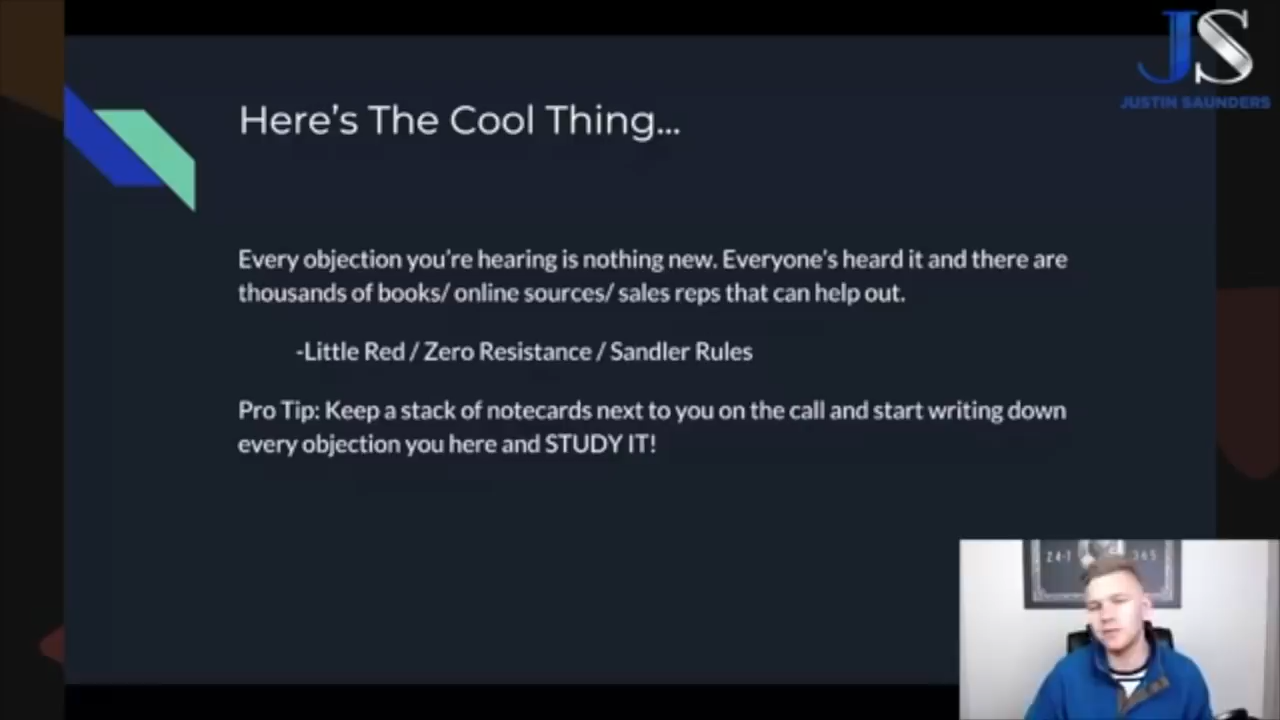 JS
JUSTIN SAUNDERS
Here's The Cool Thing...
Every objection you're hearing is nothing new. Everyone's heard it and there are
thousands of books/ online sources/ sales reps that can help out.
-Little Red / Zero Resistance / Sandler Rules
Pro Tip: Keep a stack of notecards next to you on the call and start writing down
every objection you here and STUDY IT!
24-7 365